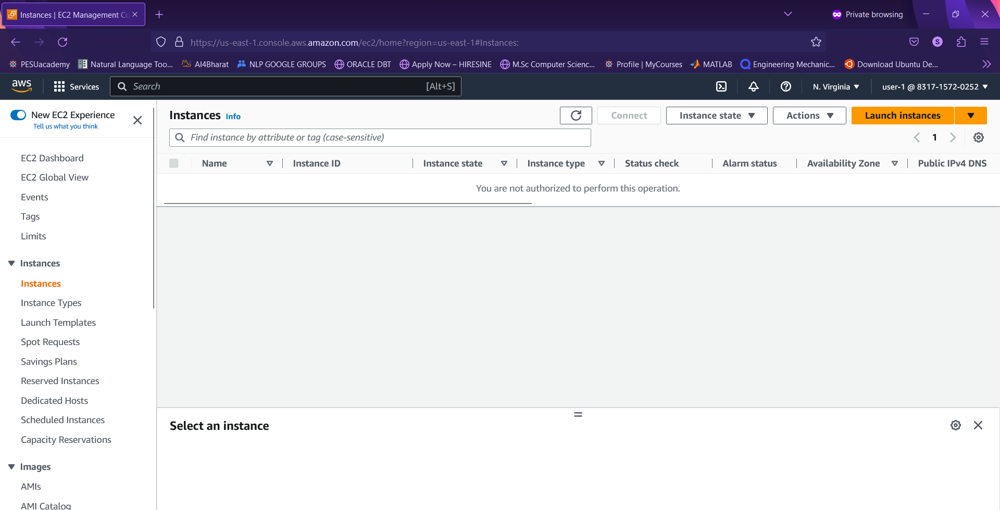 Instances | EC2 Management Co
Private browsing
https://us-east-1.console.aws.amazon.com/ec2/home?region=us-east-1#Instances:
S
PESUacademy
Natural Language Too...
AI4Bharat
NLP GOOGLE GROUPS
ORACLE DBT
Apply Now – HIRESINE
M.Sc Computer Scienc...
Profile | MyCourses
MATLAB
Engineering Mechanic...
Download Ubuntu De...
aws
Services
Search
[Alt+S]
N. Virginia
user-1 @ 8317-1572-0252
New EC2 Experience
Tell us what you think
EC2 Dashboard
EC2 Global View
Events
Tags
Limits
Instances
Instances
Instance Types
Launch Templates
Spot Requests
Savings Plans
Reserved Instances
Dedicated Hosts
Scheduled Instances
Capacity Reservations
Images
AMIs
AMI Catalog
Instances Info
Connect
Instance state
Actions
Launch instances
Find instance by attribute or tag (case-sensitive)
1
Name
Instance ID
Instance state
Instance type
Status check
Alarm status
Availability Zone
Public IPv4 DNS
You are not authorized to perform this operation.
Select an instance